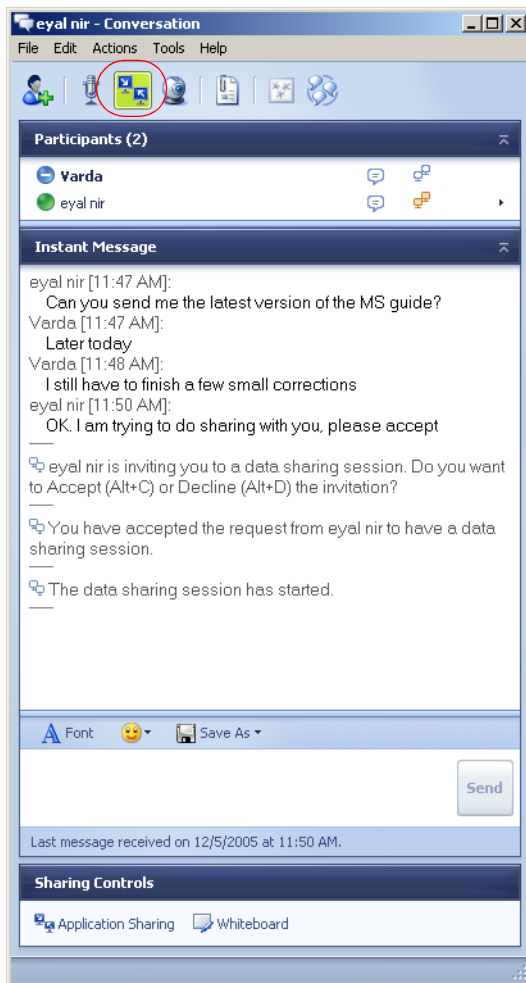 eyal nir - Conversation
File Edit Actions Tools Help
Participants (2)
Varda
eyal nir
Instant Message
eyal nir [11:47 AM]:
Can you send me the latest version of the MS guide?
Varda [11:47 AM]:
Later today
Varda [11:48 AM]:
I still have to finish a few small corrections
eyal nir [11:50 AM]:
OK. I am trying to do sharing with you, please accept
eyal nir is inviting you to a data sharing session. Do you want
to Accept (Alt+C) or Decline (Alt+D) the invitation?
You have accepted the request from eyal nir to have a data
sharing session.
The data sharing session has started.
A Font Save As
Send
Last message received on 12/5/2005 at 11:50 AM.
Sharing Controls
Application Sharing Whiteboard